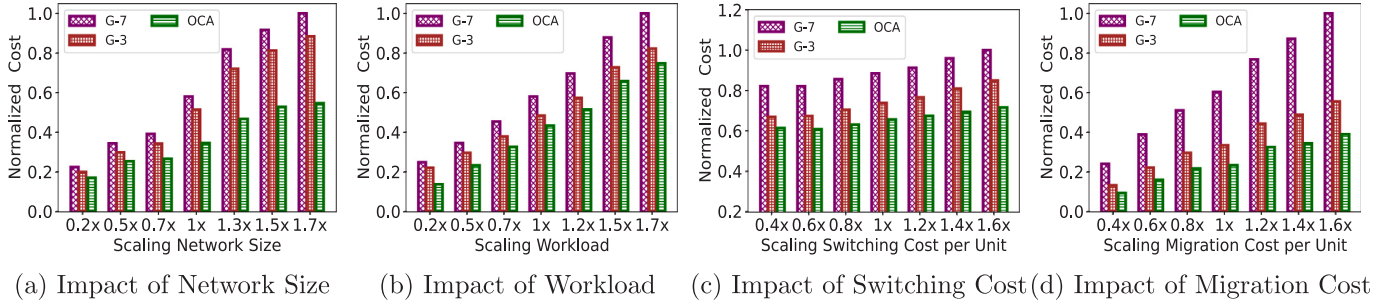 G-7
G-3
OCA
Normalized Cost
1.0
0.8
0.6
0.4
0.2
0.0
0.2x 0.5x 0.7x 1x 1.3x 1.5x 1.7x
Scaling Network Size
(a) Impact of Network Size
G-7
G-3
OCA
Normalized Cost
1.0
0.8
0.6
0.4
0.2
0.0
0.2x 0.5x 0.7x 1x 1.2x 1.5x 1.7x
Scaling Workload
(b) Impact of Workload
G-7
G-3
OCA
Normalized Cost
1.2
1.0
0.8
0.6
0.4
0.2
0.4x 0.6x 0.8x 1x 1.2x 1.4x 1.6x
Scaling Switching Cost per Unit
(c) Impact of Switching Cost
G-7
G-3
OCA
Normalized Cost
1.0
0.8
0.6
0.4
0.2
0.0
0.4x 0.6x 0.8x 1x 1.2x 1.4x 1.6x
Scaling Migration Cost per Unit
(d) Impact of Migration Cost